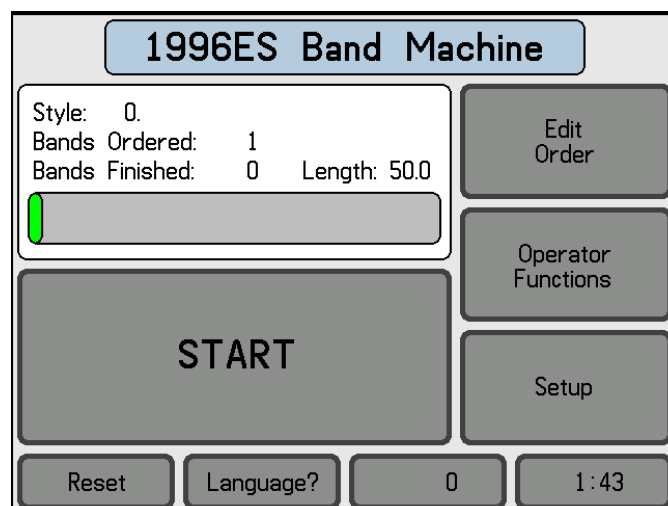 1996ES Band Machine
Style: 0.
Bands Ordered: 1
Bands Finished: 0 Length: 50.0
Edit
Order
Operator
Functions
START
Setup
Reset
Language?
0
1:43